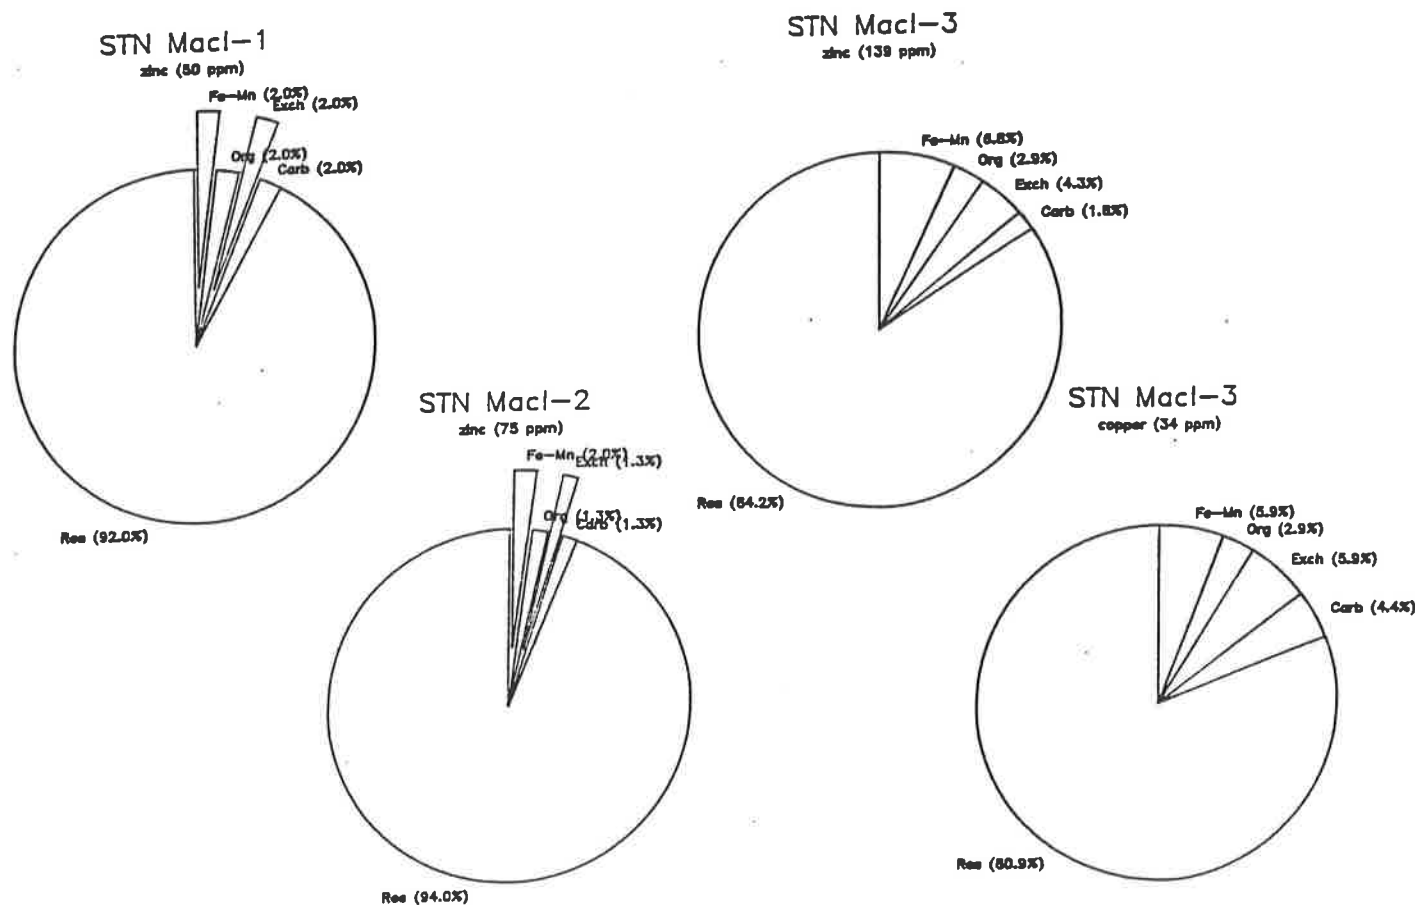 STN Macl-1
zinc (50 ppm)
Fe-Mn (2.0%)
Exch (2.0%)
Org (2.0%)
Carb (2.0%)
Res (92.0%)
STN Macl-3
zinc (139 ppm)
Fe-Mn (6.8%)
Org (2.9%)
Exch (4.3%)
Carb (1.8%)
Res (84.2%)
STN Macl-2
zinc (75 ppm)
Fe-Mn (2.0%)
Exch (1.3%)
Org (1.3%)
Carb (1.3%)
Res (94.0%)
STN Macl-3
copper (34 ppm)
Fe-Mn (5.9%)
Org (2.9%)
Exch (5.9%)
Carb (4.4%)
Res (80.9%)